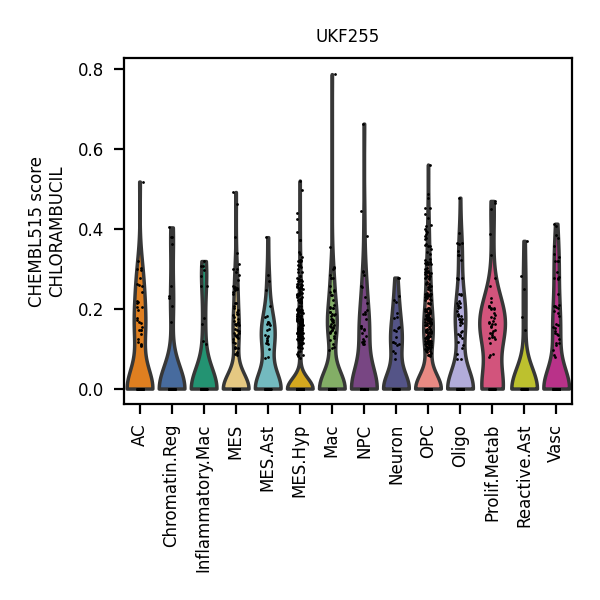 UKF255
CHEMBL515 score
CHLORAMBUCIL
0.8
0.6
0.4
0.2
0.0
AC
Chromatin.Reg
Inflammatory.Mac
MES
MES.Ast
MES.Hyp
Mac
NPC
Neuron
OPC
Oligo
Prolif.Metab
Reactive.Ast
Vasc